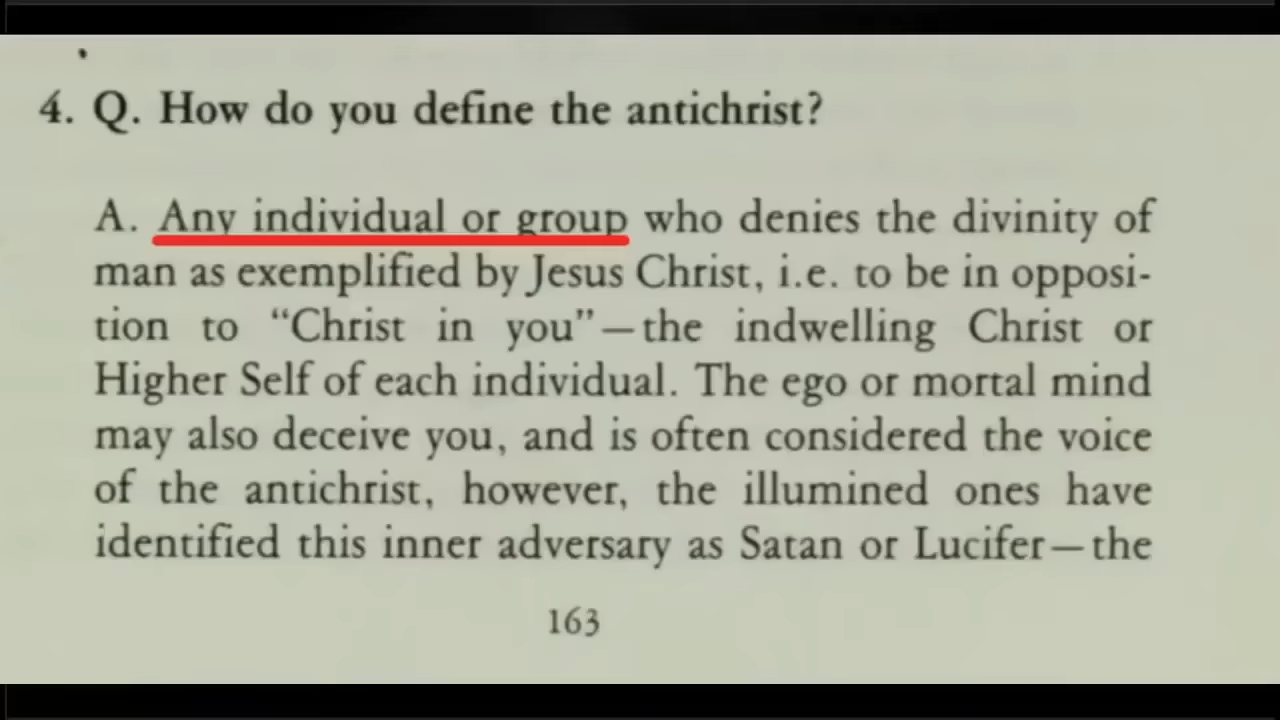 4. Q. How do you define the antichrist?
A. Any individual or group who denies the divinity of
man as exemplified by Jesus Christ, i.e. to be in opposi-
tion to “Christ in you”—the indwelling Christ or
Higher Self of each individual. The ego or mortal mind
may also deceive you, and is often considered the voice
of the antichrist, however, the illumined ones have
identified this inner adversary as Satan or Lucifer—the
163